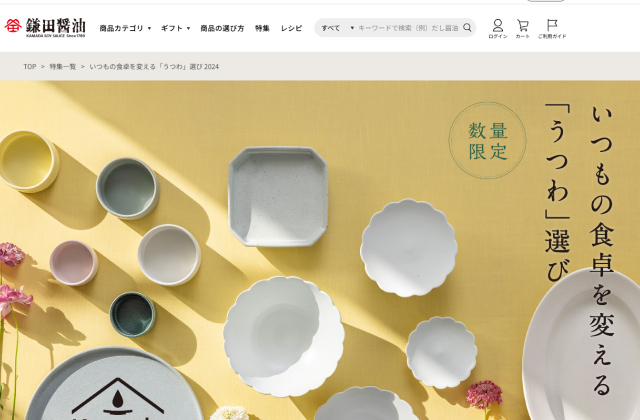 鎌田醤油
KAMADA SOY SAUCE Since 1789
商品カテゴリ ▼
ギフト ▼
商品の選び方
特集
レシピ
すべて ▼
キーワードで検索（例）だし醤油
ログイン
カート
ご利用ガイド
TOP > 特集一覧 > いつもの食卓を変える「うつわ」選び 2024
いつもの食卓を変える
「うつわ」選び
数量
限定